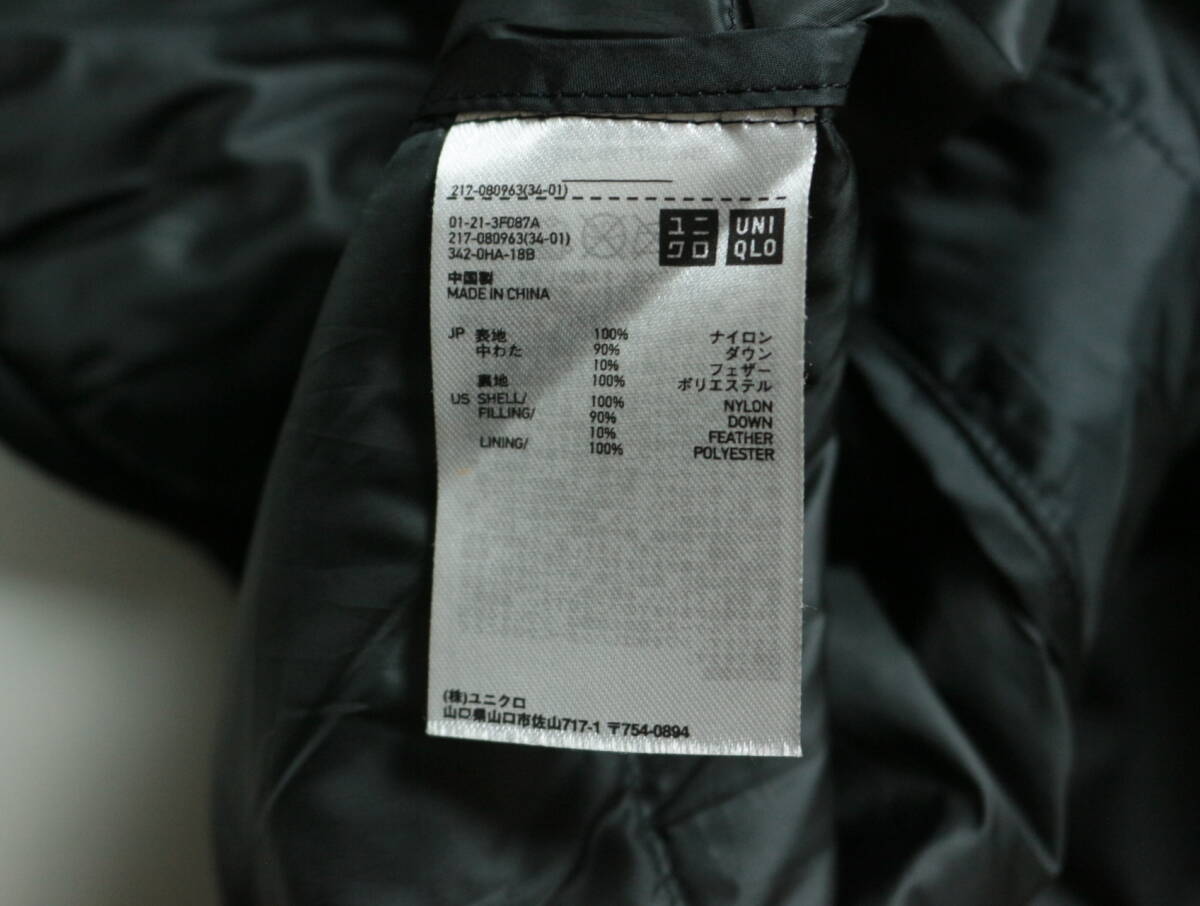 217-080963(34-01)
01-21-3F087A
217-080963(34-01)
342-0HA-18B
ユニ
クロ
UNI
QLO
中国製
MADE IN CHINA
JP 表地 100% ナイロン
中わた 90% ダウン
10% フェザー
裏地 100% ポリエステル
US SHELL/ 100% NYLON
FILLING/ 90% DOWN
10% FEATHER
LINING/ 100% POLYESTER
(株)ユニクロ
山口県山口市佐山717-1 〒754-0894